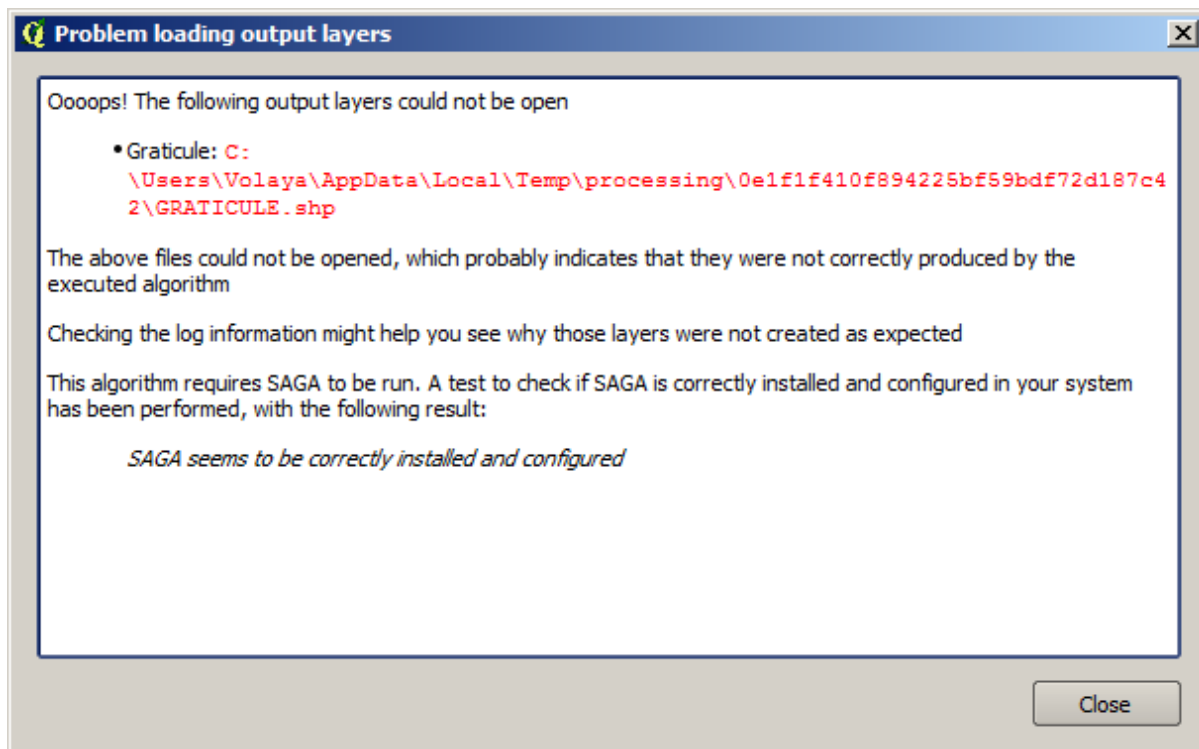 Problem loading output layers
Oooops! The following output layers could not be open
• Graticule: C:
\Users\Volaya\AppData\Local\Temp\processing\0e1f1f410f894225bf59bdf72d187c4
2\GRATICULE.shp
The above files could not be opened, which probably indicates that they were not correctly produced by the
executed algorithm
Checking the log information might help you see why those layers were not created as expected
This algorithm requires SAGA to be run. A test to check if SAGA is correctly installed and configured in your system
has been performed, with the following result:
SAGA seems to be correctly installed and configured
Close